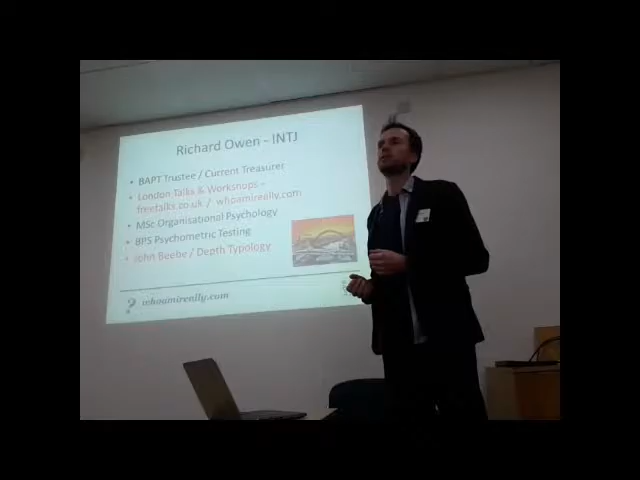 Richard Owen - INTJ
• BAPT Trustee / Current Treasurer
• London Talks & Workshops -
freetalks.co.uk / whoamireally.com
• MSc Organisational Psychology
• BPS Psychometric Testing
• John Beebe / Depth Typology
? whoamireally.com